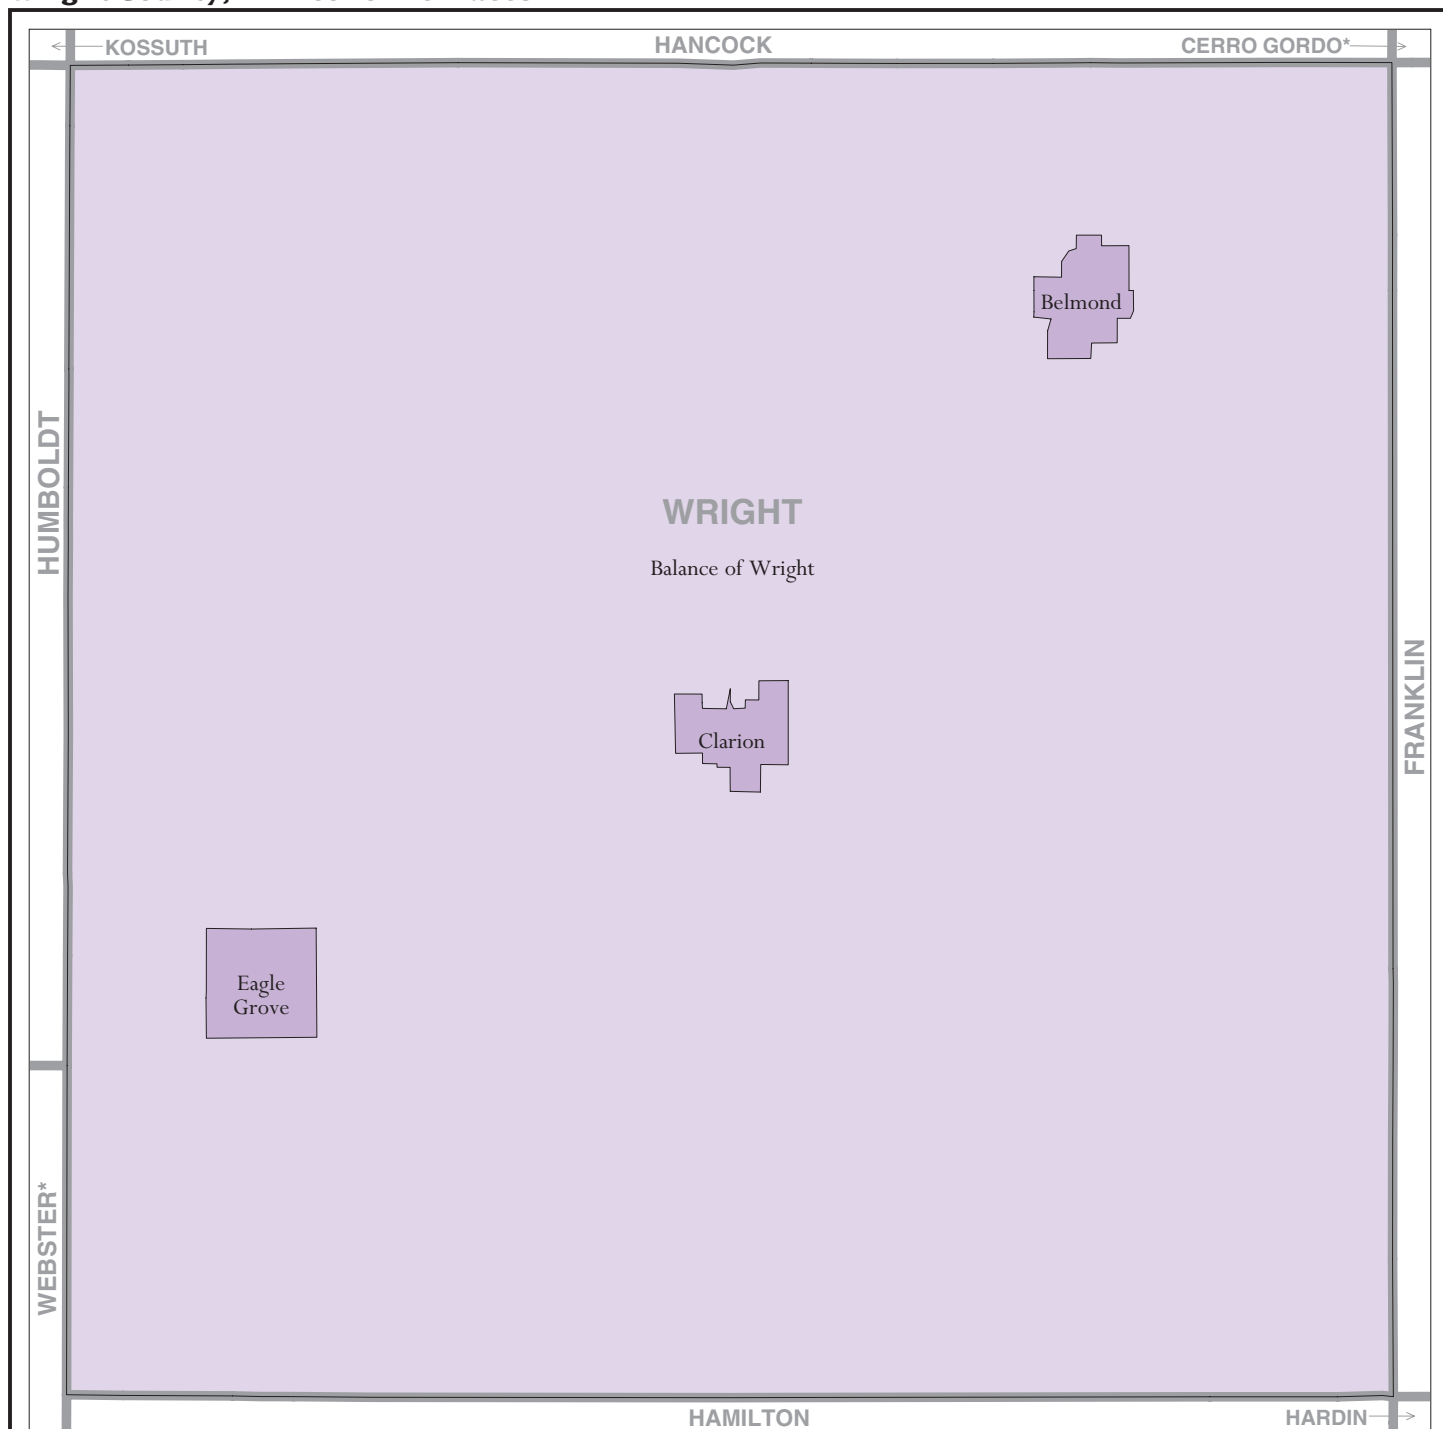 KOSSUTH
HANCOCK
CERRO GORDO*
Belmond
HUMBOLDT
WRIGHT
Balance of Wright
FRANKLIN
Clarion
Eagle
Grove
WEBSTER*
HAMILTON
HARDIN